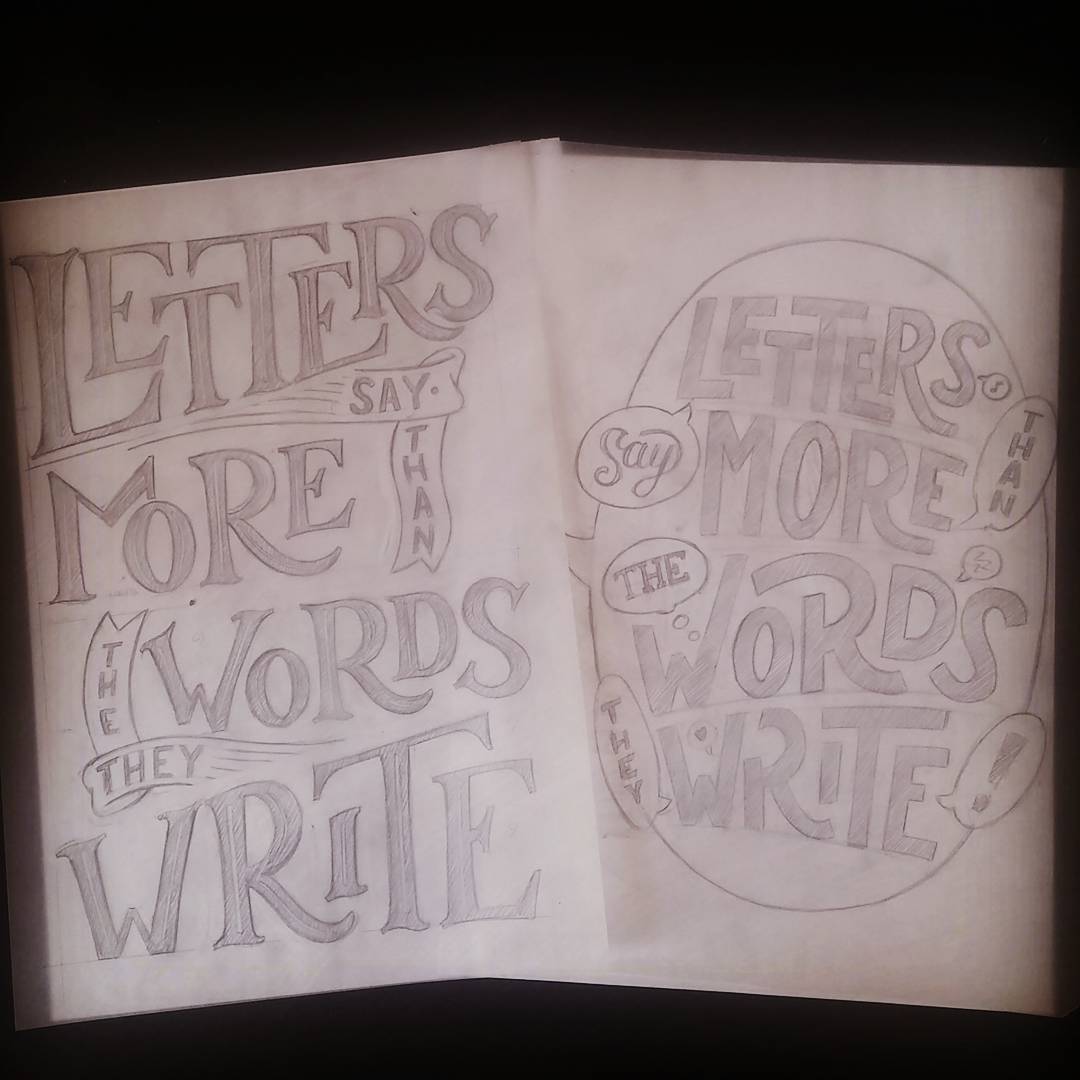 LETTERS
SAY
MORE
THAN
THE
WORDS
THEY
WRITE
LETTERS
Say
MORE
THAN
THE
WORDS
THEY
WRITE
!